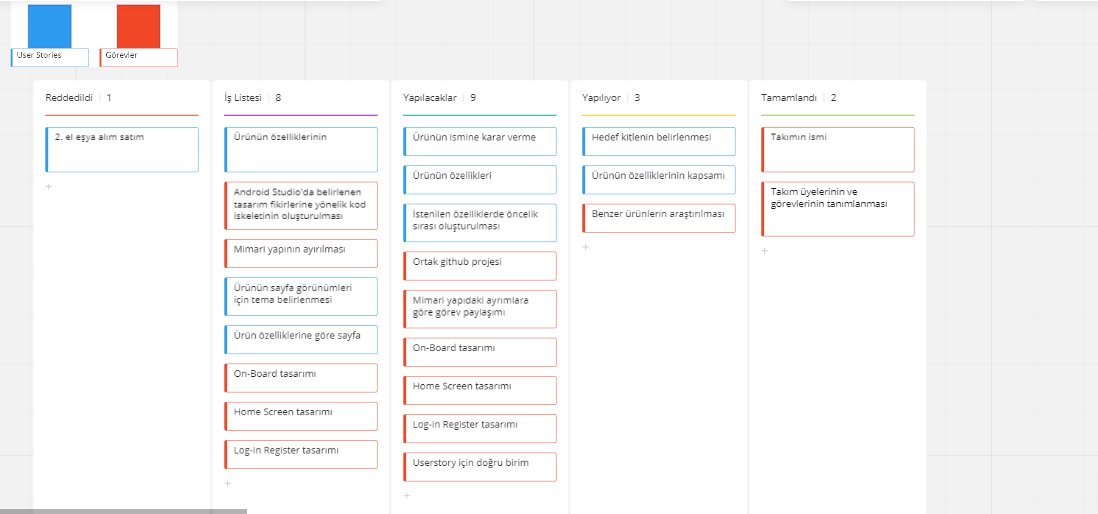 User Stories
Görevler
Reddedildi 1
2. el eşya alım satım
+
İş Listesi 8
Ürünün özelliklerinin
Android Studio'da belirlenen
tasarım fikirlerine yönelik kod
iskeletinin oluşturulması
Mimari yapının ayırılması
Ürünün sayfa görünümleri
için tema belirlenmesi
Ürün özelliklerine göre sayfa
On-Board tasarımı
Home Screen tasarımı
Log-in Register tasarımı
+
Yapılacaklar 9
Ürünün ismine karar verme
Ürünün özellikleri
İstenilen özelliklerde öncelik
sırası oluşturulması
Ortak github projesi
Mimari yapıdaki ayrımlara
göre görev paylaşımı
On-Board tasarımı
Home Screen tasarımı
Log-in Register tasarımı
Userstory için doğru birim
+
Yapılıyor 3
Hedef kitlenin belirlenmesi
Ürünün özelliklerinin kapsamı
Benzer ürünlerin araştırılması
+
Tamamlandı 2
Takımın ismi
Takım üyelerinin ve
görevlerinin tanımlanması
+